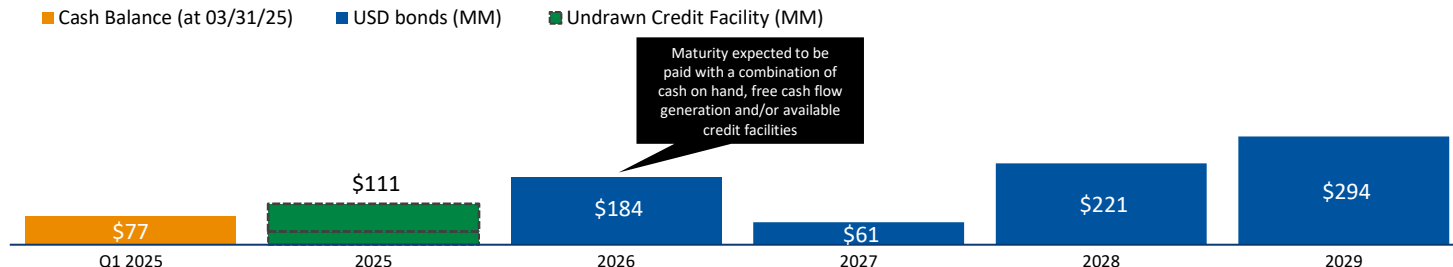 Cash Balance (at 03/31/25) USD bonds (MM) Undrawn Credit Facility (MM)
Maturity expected to be
paid with a combination of
cash on hand, free cash flow
generation and/or available
credit facilities
$77
$111
$184
$61
$221
$294
Q1 2025 2025 2026 2027 2028 2029